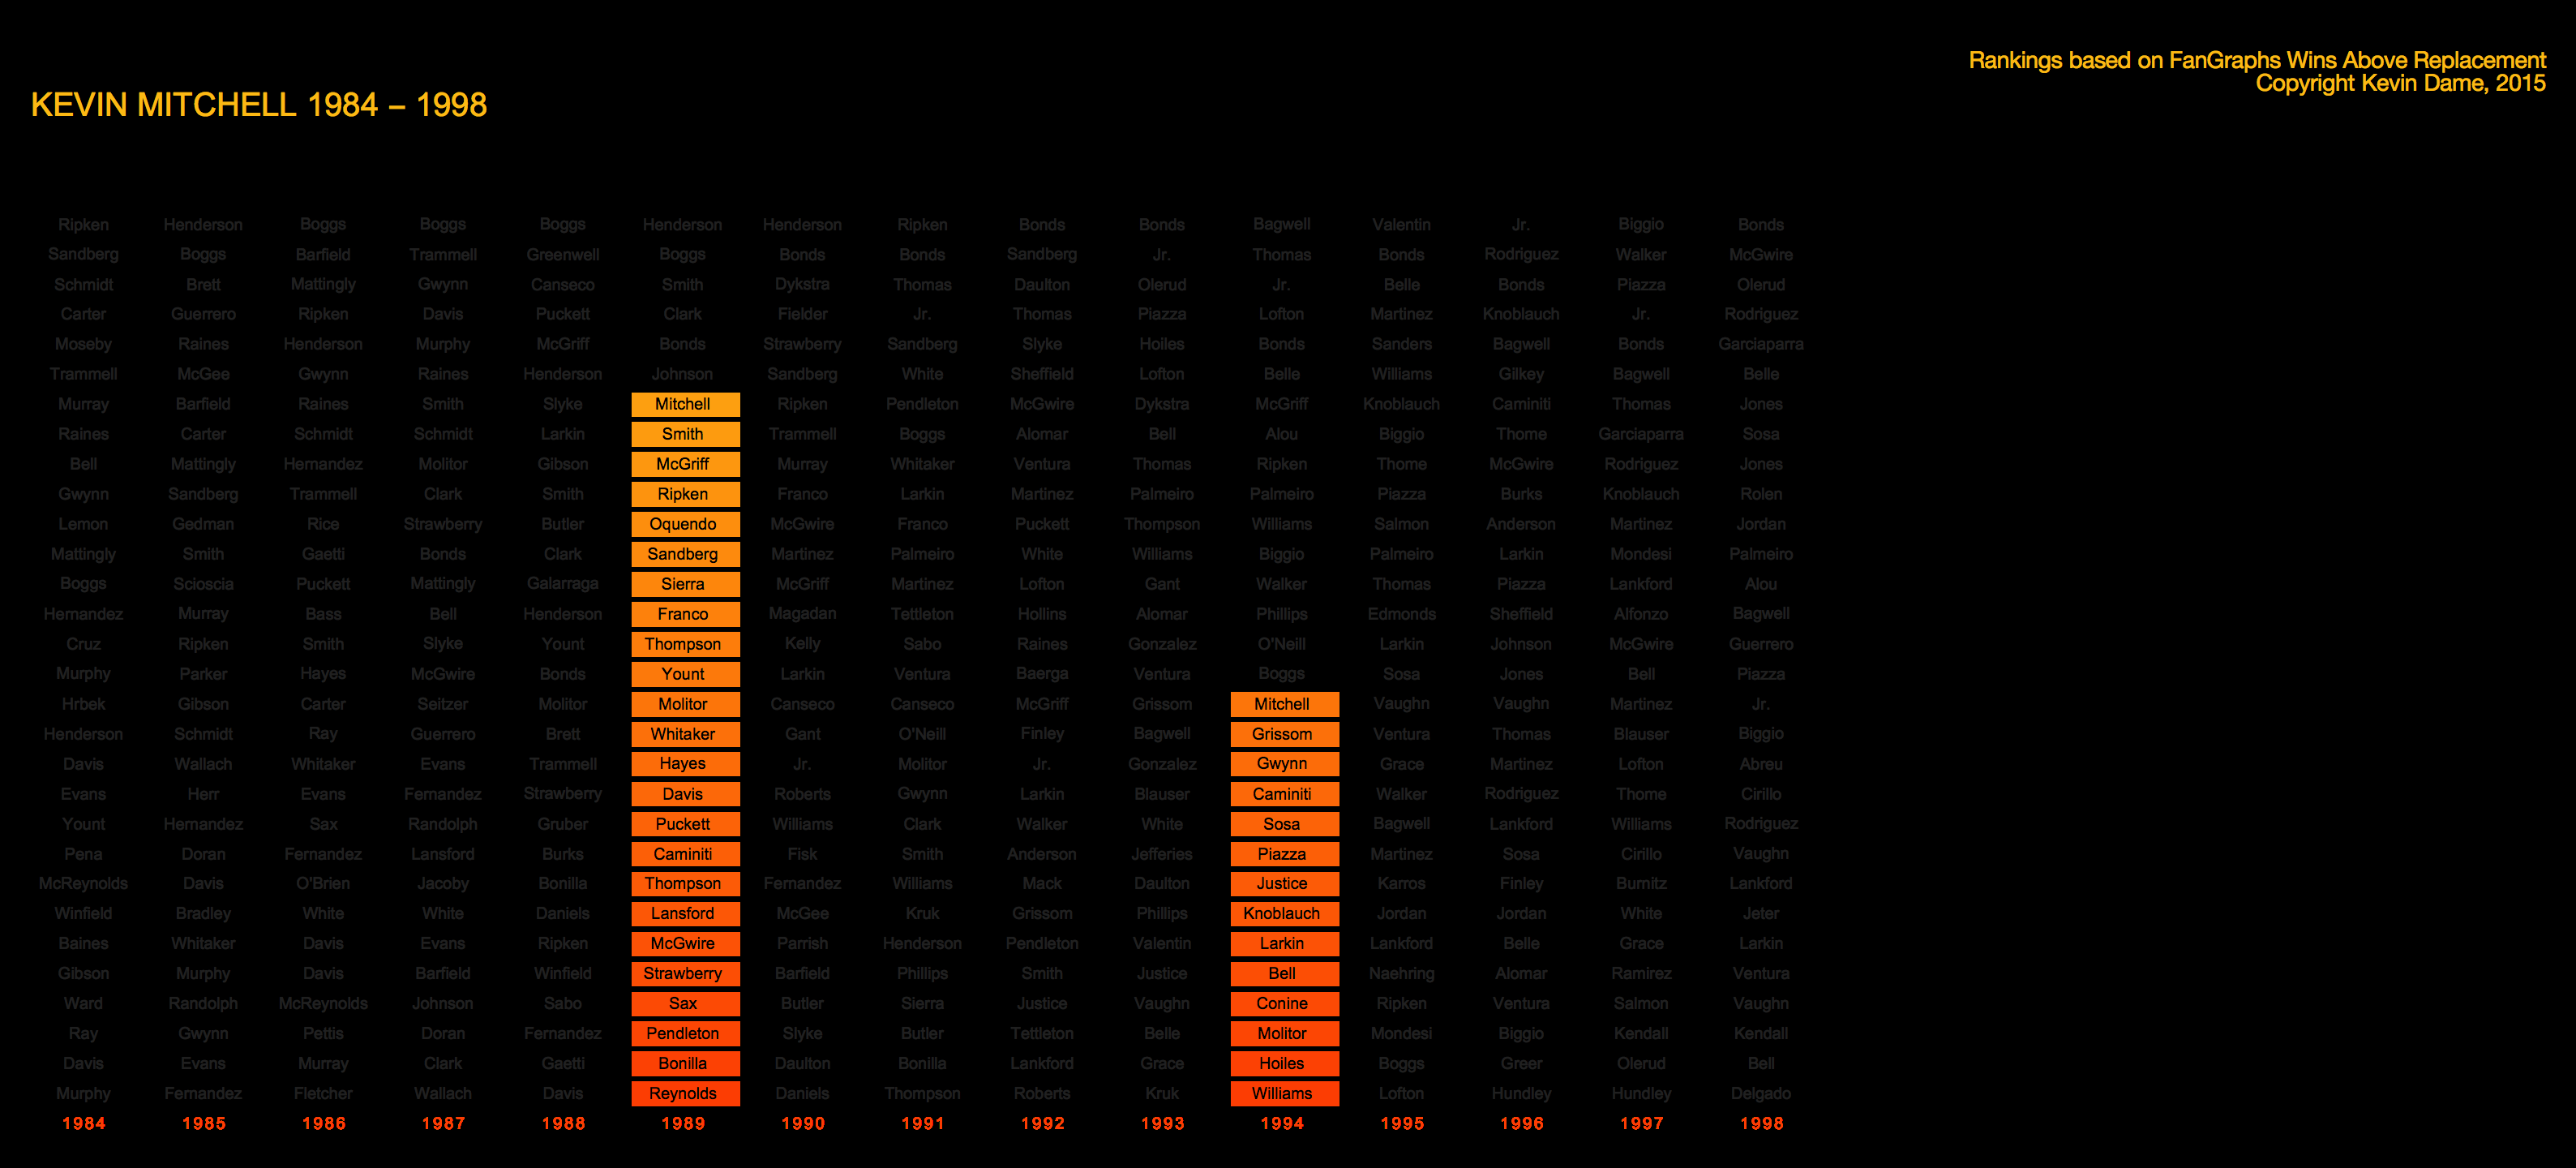 Rankings based on FanGraphs Wins Above Replacement
Copyright Kevin Dame, 2015
KEVIN MITCHELL 1984 – 1998
Ripken Henderson Boggs Boggs Boggs Henderson Henderson Ripken Bonds Bonds Bagwell Valentin Jr. Biggio Bonds
Sandberg Boggs Barfield Trammell Greenwell Boggs Bonds Bonds Sandberg Jr. Thomas Bonds Rodriguez Walker McGwire
Schmidt Brett Mattingly Gwynn Canseco Smith Dykstra Thomas Daulton Olerud Jr. Belle Bonds Piazza Olerud
Carter Guerrero Ripken Davis Puckett Clark Fielder Jr. Thomas Piazza Lofton Martinez Knoblauch Jr. Rodriguez
Moseby Raines Henderson Murphy McGriff Bonds Strawberry Sandberg Slyke Hoiles Bonds Sanders Bagwell Bonds Garciaparra
Trammell McGee Gwynn Raines Henderson Johnson Sandberg White Sheffield Lofton Belle Williams Gilkey Bagwell Belle
Murray Barfield Raines Smith Slyke Mitchell Ripken Pendleton McGwire Dykstra McGriff Knoblauch Caminiti Thomas Jones
Raines Carter Schmidt Schmidt Larkin Smith Trammell Boggs Alomar Bell Alou Biggio Thome Garciaparra Sosa
Bell Mattingly Hernandez Molitor Gibson McGriff Murray Whitaker Ventura Thomas Ripken Thome McGwire Rodriguez Jones
Gwynn Sandberg Trammell Clark Smith Ripken Franco Larkin Martinez Palmeiro Palmeiro Piazza Burks Knoblauch Rolen
Lemon Gedman Rice Strawberry Butler Oquendo McGwire Franco Puckett Thompson Williams Salmon Anderson Martinez Jordan
Mattingly Smith Gaetti Bonds Clark Sandberg Martinez Palmeiro White Williams Biggio Palmeiro Larkin Mondesi Palmeiro
Boggs Scioscia Puckett Mattingly Galarraga Sierra McGriff Martinez Lofton Gant Walker Thomas Piazza Lankford Alou
Hernandez Murray Bass Bell Henderson Franco Magadan Tettleton Hollins Alomar Phillips Edmonds Sheffield Alfonzo Bagwell
Cruz Ripken Smith Slyke Yount Thompson Kelly Sabo Raines Gonzalez O'Neill Larkin Johnson McGwire Guerrero
Murphy Parker Hayes McGwire Bonds Yount Larkin Ventura Baerga Ventura Boggs Sosa Jones Bell Piazza
Hrbek Gibson Carter Seitzer Molitor Molitor Canseco Canseco McGriff Grissom Mitchell Vaughn Vaughn Martinez Jr.
Henderson Schmidt Ray Guerrero Brett Whitaker Gant O'Neill Finley Bagwell Grissom Ventura Thomas Blauser Biggio
Davis Wallach Whitaker Evans Trammell Hayes Jr. Molitor Jr. Gonzalez Gwynn Grace Martinez Lofton Abreu
Evans Herr Evans Fernandez Strawberry Davis Roberts Gwynn Larkin Blauser Caminiti Walker Rodriguez Thome Cirillo
Yount Hernandez Sax Randolph Gruber Puckett Williams Clark Walker White Sosa Bagwell Lankford Williams Rodriguez
Pena Doran Fernandez Lansford Burks Caminiti Fisk Smith Anderson Jefferies Piazza Martinez Sosa Cirillo Vaughn
McReynolds Davis O'Brien Jacoby Bonilla Thompson Fernandez Williams Mack Daulton Justice Karros Finley Burnitz Lankford
Winfield Bradley White White Daniels Lansford McGee Kruk Grissom Phillips Knoblauch Jordan Jordan White Jeter
Baines Whitaker Davis Evans Ripken McGwire Parrish Henderson Pendleton Valentin Larkin Lankford Belle Grace Larkin
Gibson Murphy Davis Barfield Winfield Strawberry Barfield Phillips Smith Justice Bell Naehring Alomar Ramirez Ventura
Ward Randolph McReynolds Johnson Sabo Sax Butler Sierra Justice Vaughn Conine Ripken Ventura Salmon Vaughn
Ray Gwynn Pettis Doran Fernandez Pendleton Slyke Butler Tettleton Belle Molitor Mondesi Biggio Kendall Kendall
Davis Evans Murray Clark Gaetti Bonilla Daulton Bonilla Lankford Grace Hoiles Boggs Greer Olerud Bell
Murphy Fernandez Fletcher Wallach Davis Reynolds Daniels Thompson Roberts Kruk Williams Lofton Hundley Hundley Delgado
1984 1985 1986 1987 1988 1989 1990 1991 1992 1993 1994 1995 1996 1997 1998